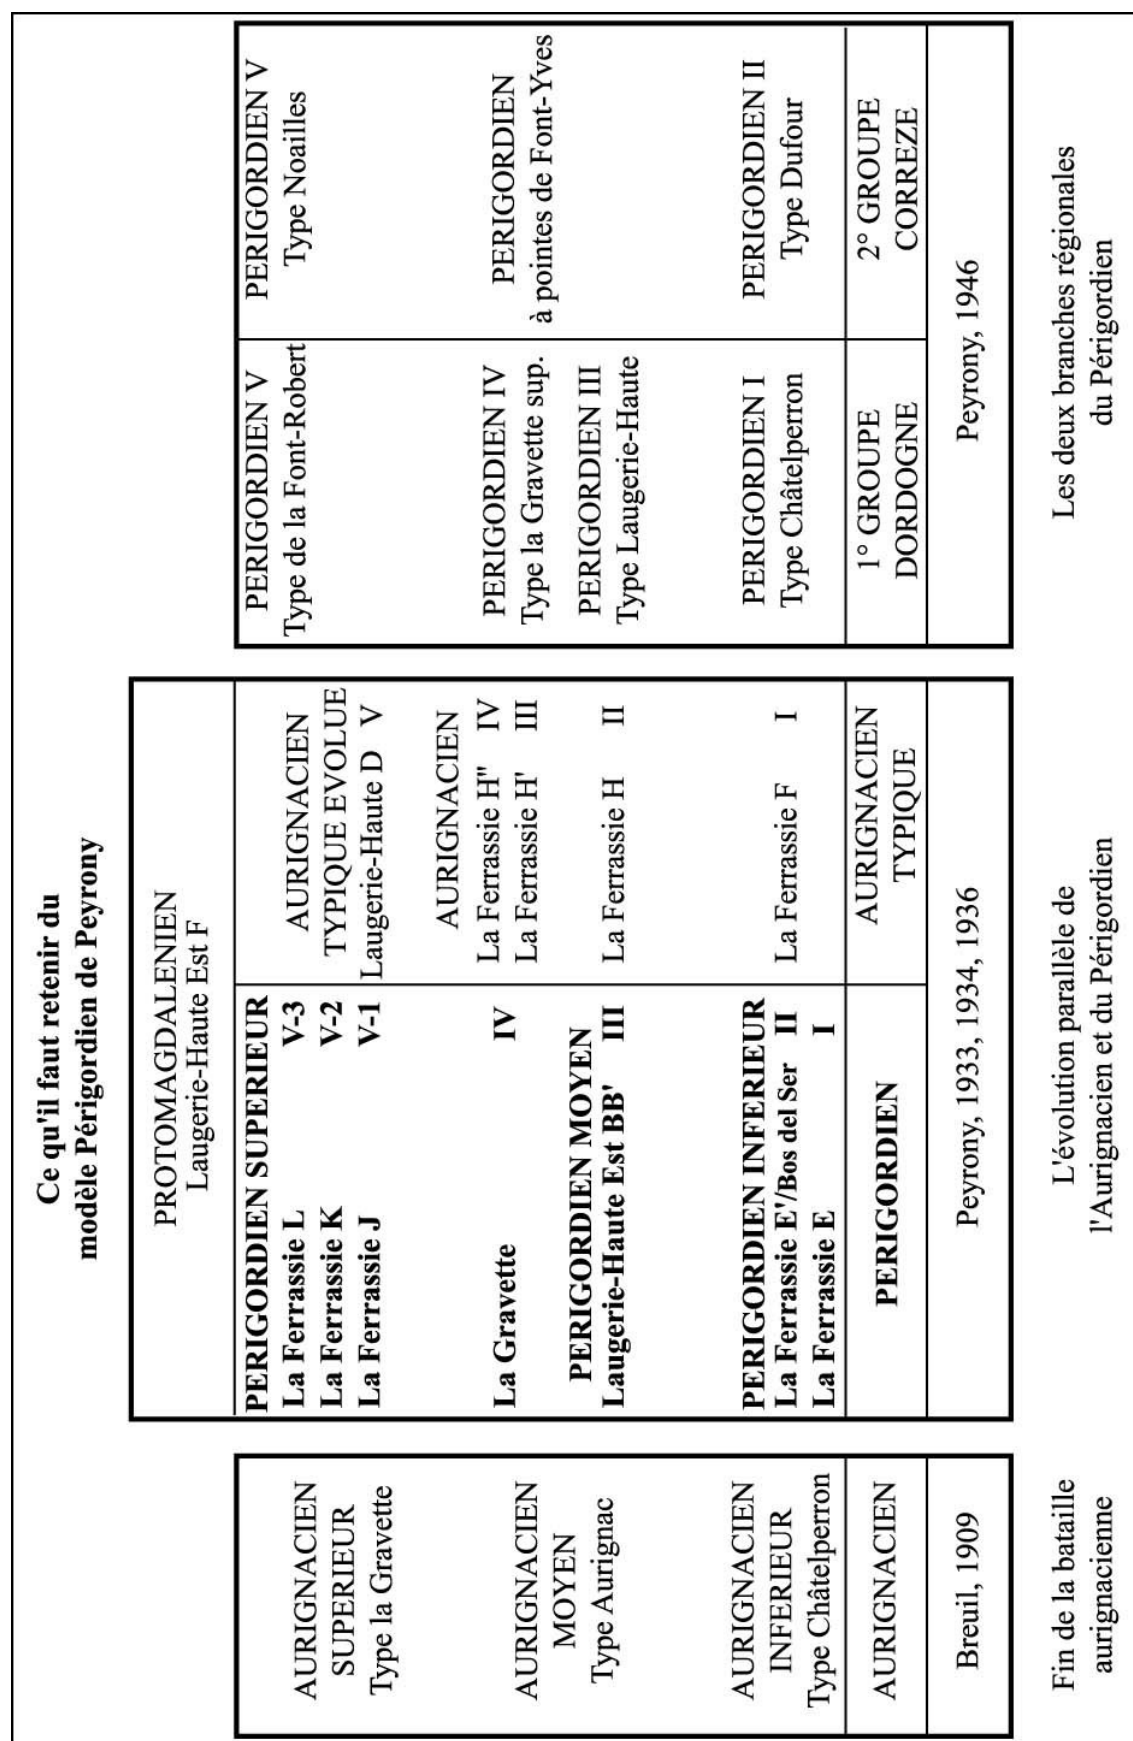 Ce qu'il faut retenir du
modèle Périgordien de Peyrony
AURIGNACIEN
SUPERIEUR
Type la Gravette
AURIGNACIEN
MOYEN
Type Aurignac
AURIGNACIEN
INFERIEUR
Type Châtelperron
AURIGNACIEN
Breuil, 1909
Fin de la bataille
aurignacienne
PROTOMAGDALENIEN
Laugerie-Haute Est F
PERIGORDIEN SUPERIEUR
La Ferrassie L V-3
La Ferrassie K V-2
La Ferrassie J V-1
La Gravette IV
PERIGORDIEN MOYEN
Laugerie-Haute Est BB' III
PERIGORDIEN INFERIEUR
La Ferrassie E'/Bos del Ser II
La Ferrassie E I
PERIGORDIEN
AURIGNACIEN
TYPIQUE EVOLUE
Laugerie-Haute D V
AURIGNACIEN
La Ferrassie H" IV
La Ferrassie H' III
La Ferrassie H II
La Ferrassie F I
AURIGNACIEN
TYPIQUE
Peyrony, 1933, 1934, 1936
L'évolution parallèle de
l'Aurignacien et du Périgordien
PERIGORDIEN V
Type de la Font-Robert
PERIGORDIEN IV
Type la Gravette sup.
PERIGORDIEN III
Type Laugerie-Haute
PERIGORDIEN I
Type Châtelperron
1° GROUPE
DORDOGNE
PERIGORDIEN V
Type Noailles
PERIGORDIEN
à pointes de Font-Yves
PERIGORDIEN II
Type Dufour
2° GROUPE
CORREZE
Peyrony, 1946
Les deux branches régionales
du Périgordien